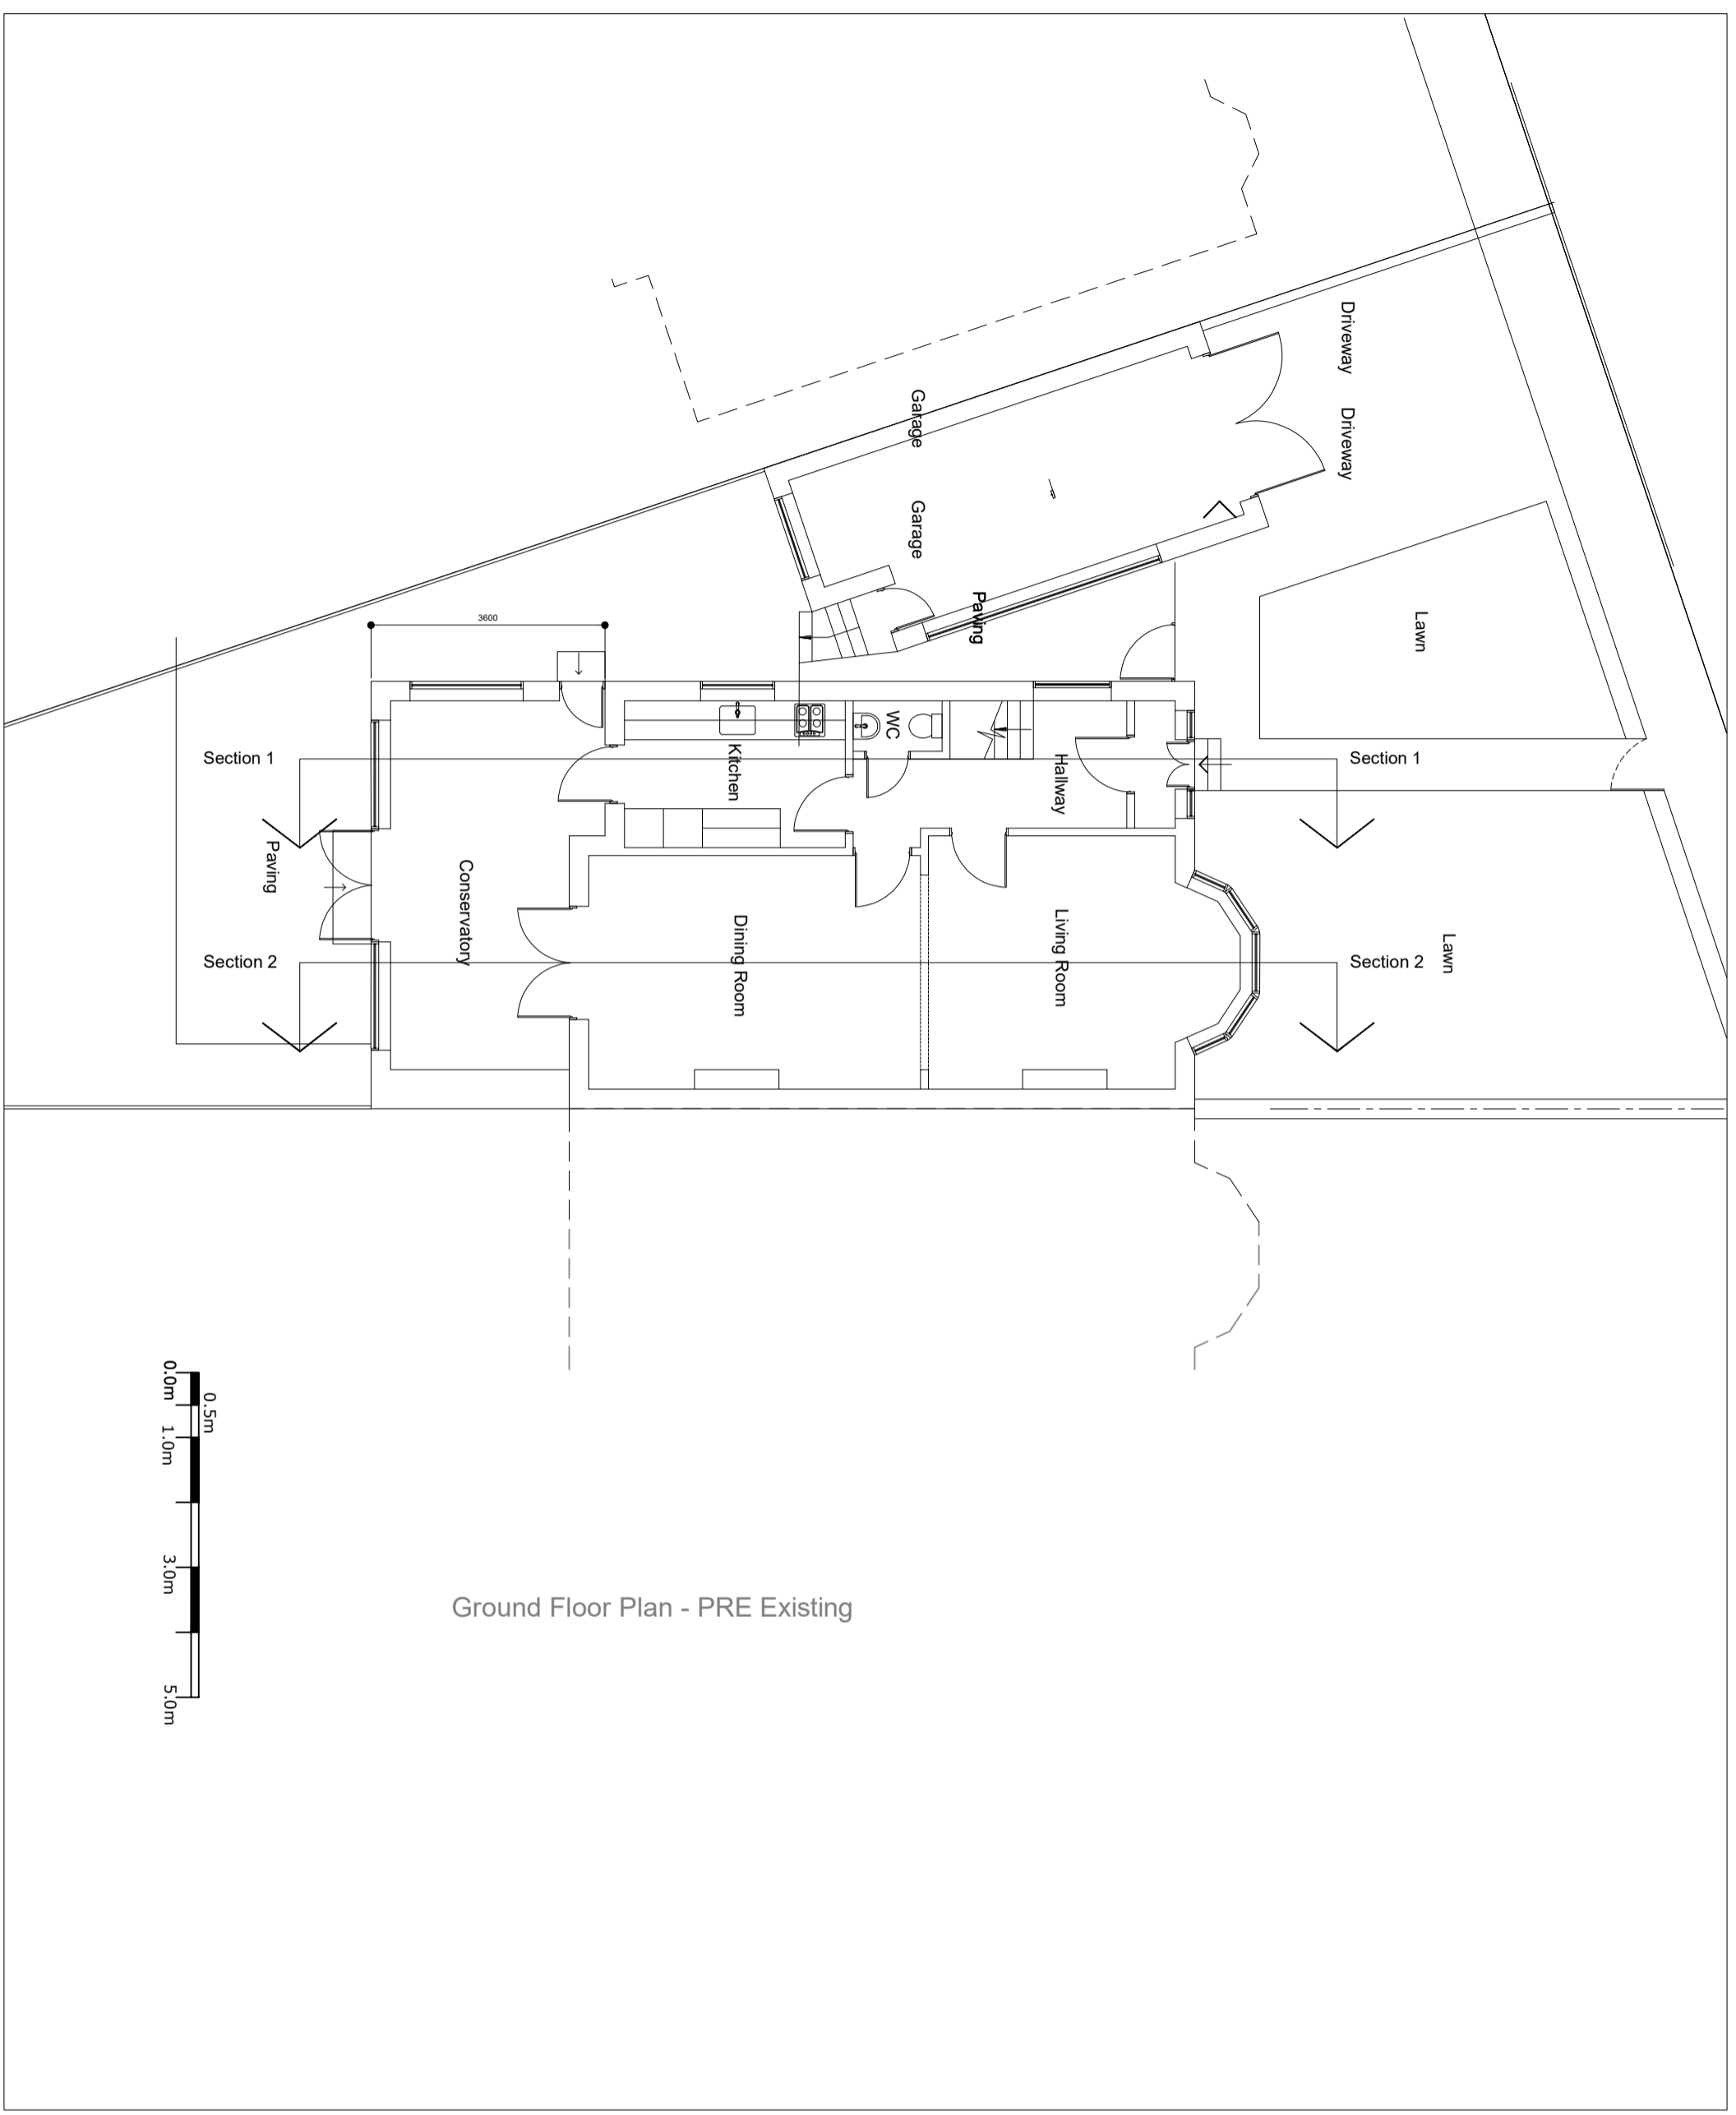 Driveway
Driveway
Garage
Garage
Paving
Lawn
3600
WC
Kitchen
Hallway
Section 1
Section 1
Paving
Conservatory
Dining Room
Living Room
Lawn
Section 2
Section 2
0.0m
0.5m
1.0m
3.0m
5.0m
Ground Floor Plan - PRE Existing